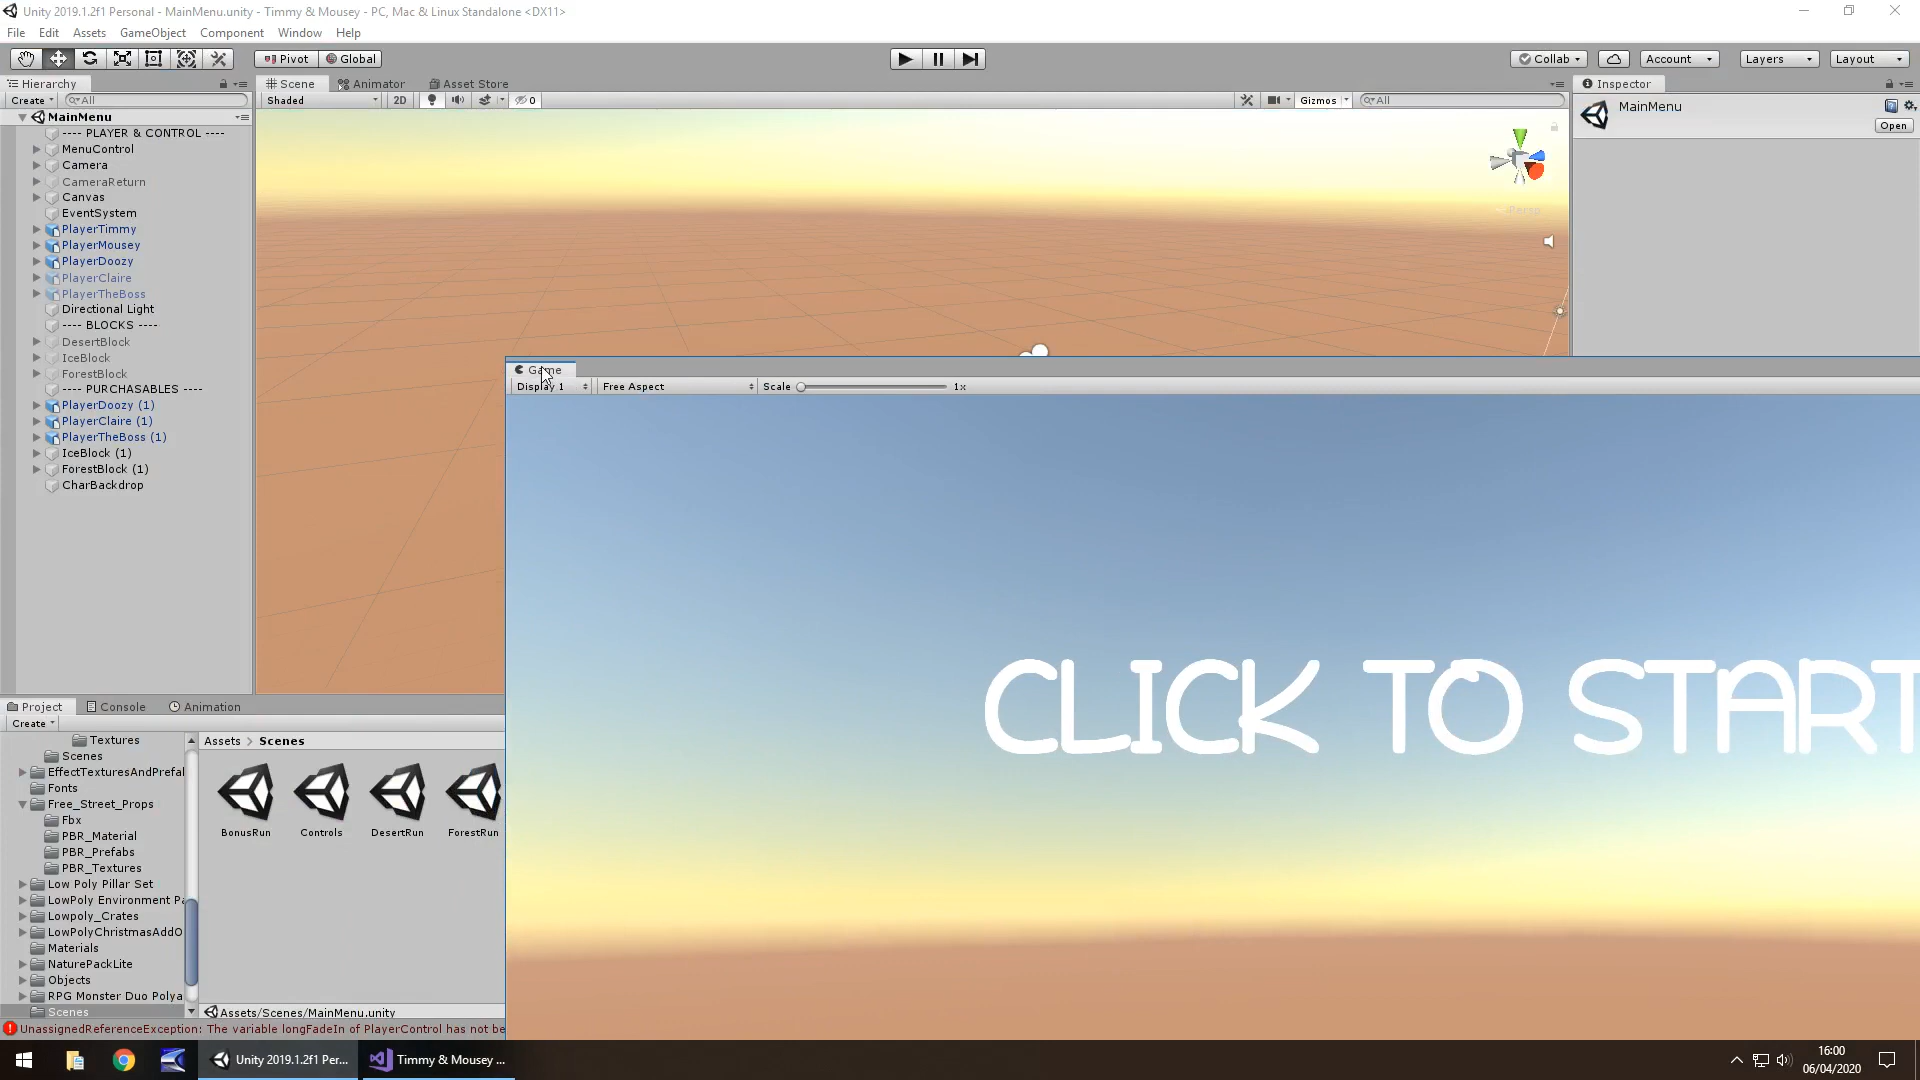 Unity 2019.1.2f1 Personal - MainMenu.unity - Timmy & Mousey - PC, Mac & Linux Standalone <DX11>
File Edit Assets GameObject Component Window Help
Pivot Global Collab Account Layers Layout
Hierarchy Scene Animator Asset Store Inspector
Create All Shaded 2D 0 Gizmos All
MainMenu
Open
MainMenu
---- PLAYER & CONTROL ----
MenuControl
Camera
CameraReturn
Canvas
EventSystem
PlayerTimmy
PlayerMousey
PlayerDoozy
PlayerClaire
PlayerTheBoss
Directional Light
---- BLOCKS ----
DesertBlock
IceBlock
ForestBlock
---- PURCHASABLES ----
PlayerDoozy (1)
PlayerClaire (1)
PlayerTheBoss (1)
IceBlock (1)
ForestBlock (1)
CharBackdrop
Persp
Game
Display 1 Free Aspect Scale 1x
CLICK TO START
Project Console Animation
Create
Assets > Scenes
Textures
Scenes
EffectTexturesAndPrefal
Fonts
Free_Street_Props
Fbx
PBR_Material
PBR_Prefabs
PBR_Textures
Low Poly Pillar Set
LowPoly Environment Pa
Lowpoly_Crates
LowPolyChristmasAddO
Materials
NaturePackLite
Objects
RPG Monster Duo Polya
Scenes
BonusRun Controls DesertRun ForestRun
Assets/Scenes/MainMenu.unity
UnassignedReferenceException: The variable longFadeIn of PlayerControl has not be
Unity 2019.1.2f1 Per... Timmy & Mousey ...
16:00
06/04/2020